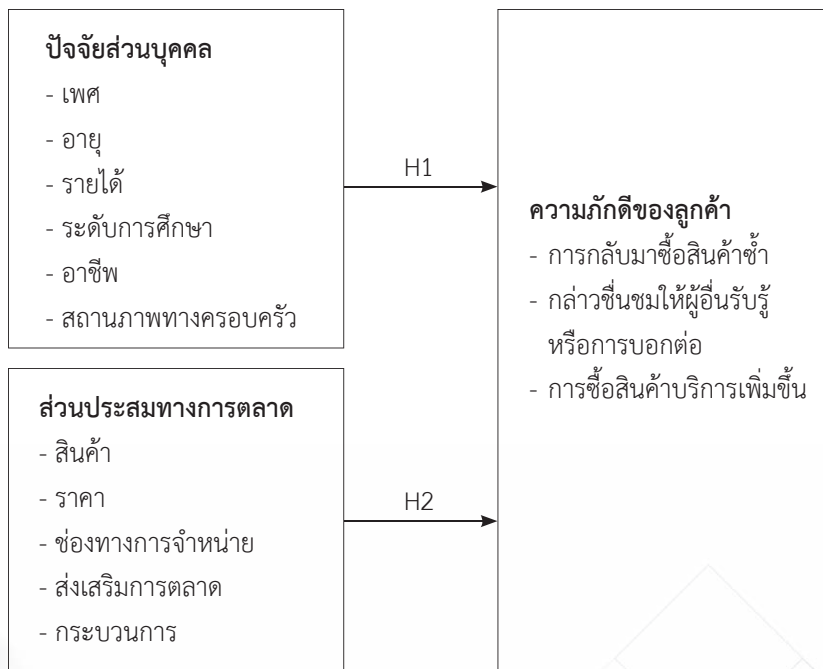 ปัจจัยส่วนบุคคล
- เพศ
- อายุ
- รายได้
- ระดับการศึกษา
- อาชีพ
- สถานภาพทางครอบครัว
H1
ส่วนประสมทางการตลาด
- สินค้า
- ราคา
- ช่องทางการจำหน่าย
- ส่งเสริมการตลาด
- กระบวนการ
H2
ความภักดีของลูกค้า
- การกลับมาซื้อสินค้าซ้ำ
- กล่าวชื่นชมให้ผู้อื่นรับรู้
หรือการบอกต่อ
- การซื้อสินค้าบริการเพิ่มขึ้น